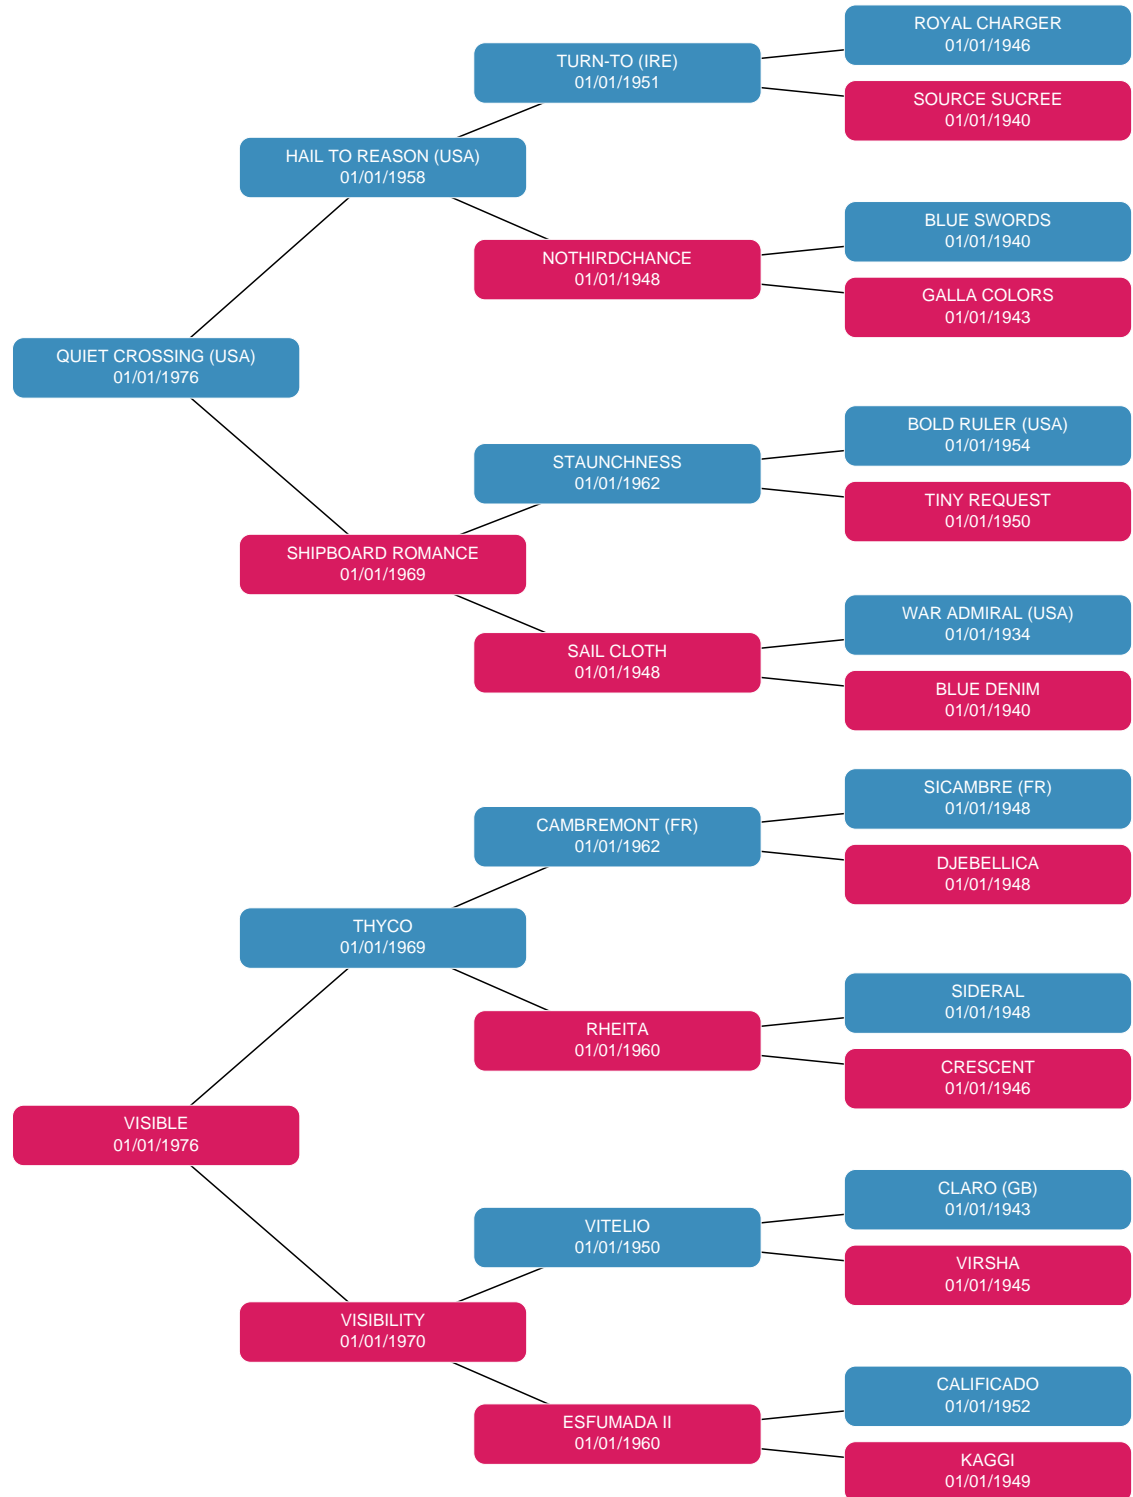 ROYAL CHARGER
01/01/1946
TURN-TO (IRE)
01/01/1951
SOURCE SUCREE
01/01/1940
HAIL TO REASON (USA)
01/01/1958
BLUE SWORDS
01/01/1940
NOTHIRDCHANCE
01/01/1948
GALLA COLORS
01/01/1943
QUIET CROSSING (USA)
01/01/1976
BOLD RULER (USA)
01/01/1954
STAUNCHNESS
01/01/1962
TINY REQUEST
01/01/1950
SHIPBOARD ROMANCE
01/01/1969
WAR ADMIRAL (USA)
01/01/1934
SAIL CLOTH
01/01/1948
BLUE DENIM
01/01/1940
SICAMBRE (FR)
01/01/1948
CAMBREMONT (FR)
01/01/1962
DJEBELLICA
01/01/1948
THYCO
01/01/1969
SIDERAL
01/01/1948
RHEITA
01/01/1960
CRESCENT
01/01/1946
VISIBLE
01/01/1976
CLARO (GB)
01/01/1943
VITELIO
01/01/1950
VIRSHA
01/01/1945
VISIBILITY
01/01/1970
CALIFICADO
01/01/1952
ESFUMADA II
01/01/1960
KAGGI
01/01/1949